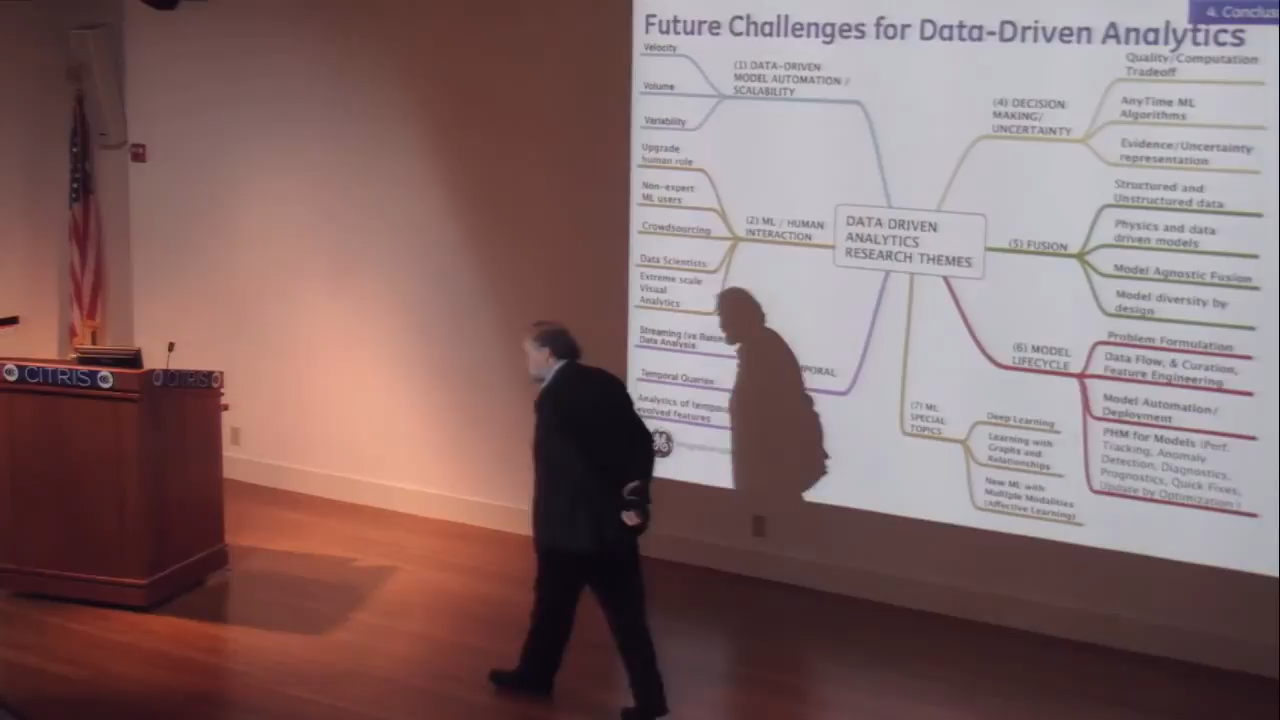 4. Conclus
Future Challenges for Data-Driven Analytics
Velocity
Volume
Variability
(1) DATA-DRIVEN
MODEL AUTOMATION /
SCALABILITY
Upgrade
human role
Non-expert
ML users
Crowdsourcing
Data Scientists
Extreme scale
Visual
Analytics
(2) ML / HUMAN
INTERACTION
Streaming (vs Batch)
Data Analysis
Temporal Queries
Analytics of tempo
evolved features
PORAL
DATA DRIVEN
ANALYTICS
RESEARCH THEMES
(4) DECISION
MAKING/
UNCERTAINTY
Quality/Computation
Tradeoff
AnyTime ML
Algorithms
Evidence/Uncertainty
representation
(5) FUSION
Structured and
Unstructured data
Physics and data
driven models
Model Agnostic Fusion
Model diversity by
design
(6) MODEL
LIFECYCLE
Problem Formulation
Data Flow, & Curation,
Feature Engineering
Model Automation/
Deployment
PHM for Models (Perf.
Tracking, Anomaly
Detection, Diagnostics,
Prognostics, Quick Fixes,
Update by Optimization)
(7) ML
SPECIAL
TOPICS
Deep Learning
Learning with
Graphs and
Relationships
New ML with
Multiple Modalities
(Affective Learning)
CITRIS
CITRIS